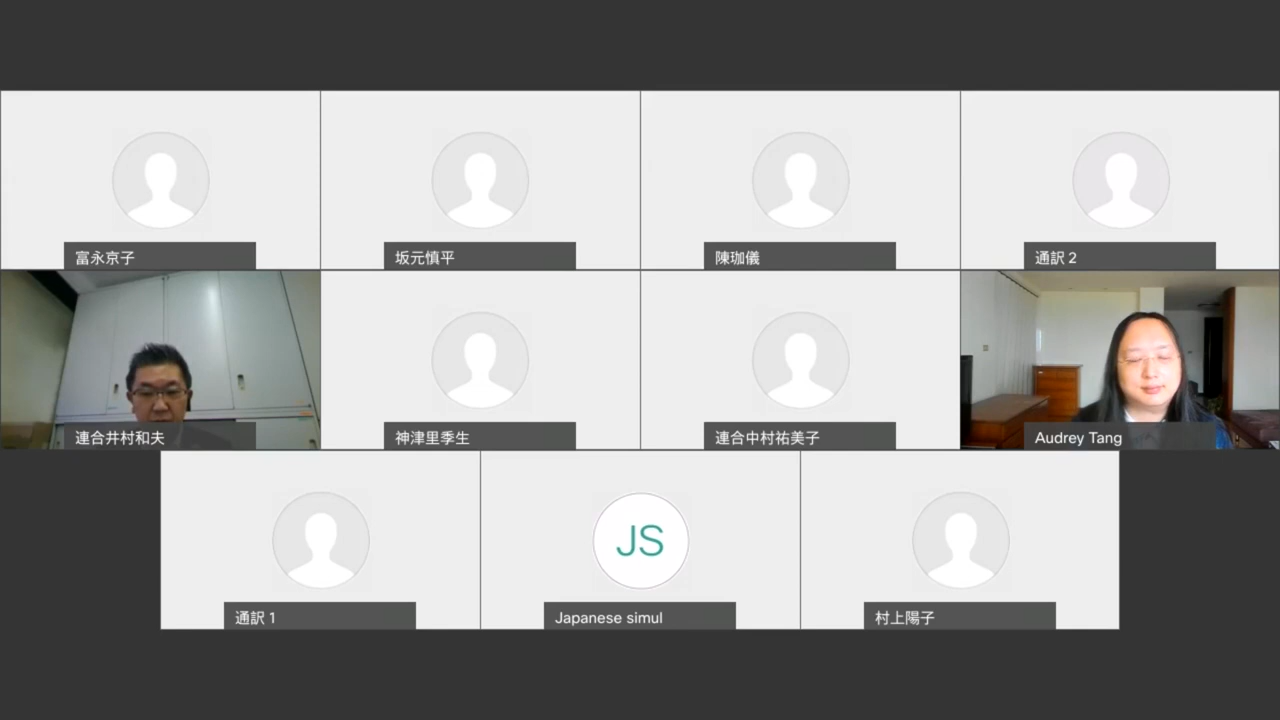 富永京子
坂元慎平
陳珈儀
通訳 2
連合井村和夫
神津里季生
連合中村祐美子
Audrey Tang
通訳 1
JS
Japanese simul
村上陽子